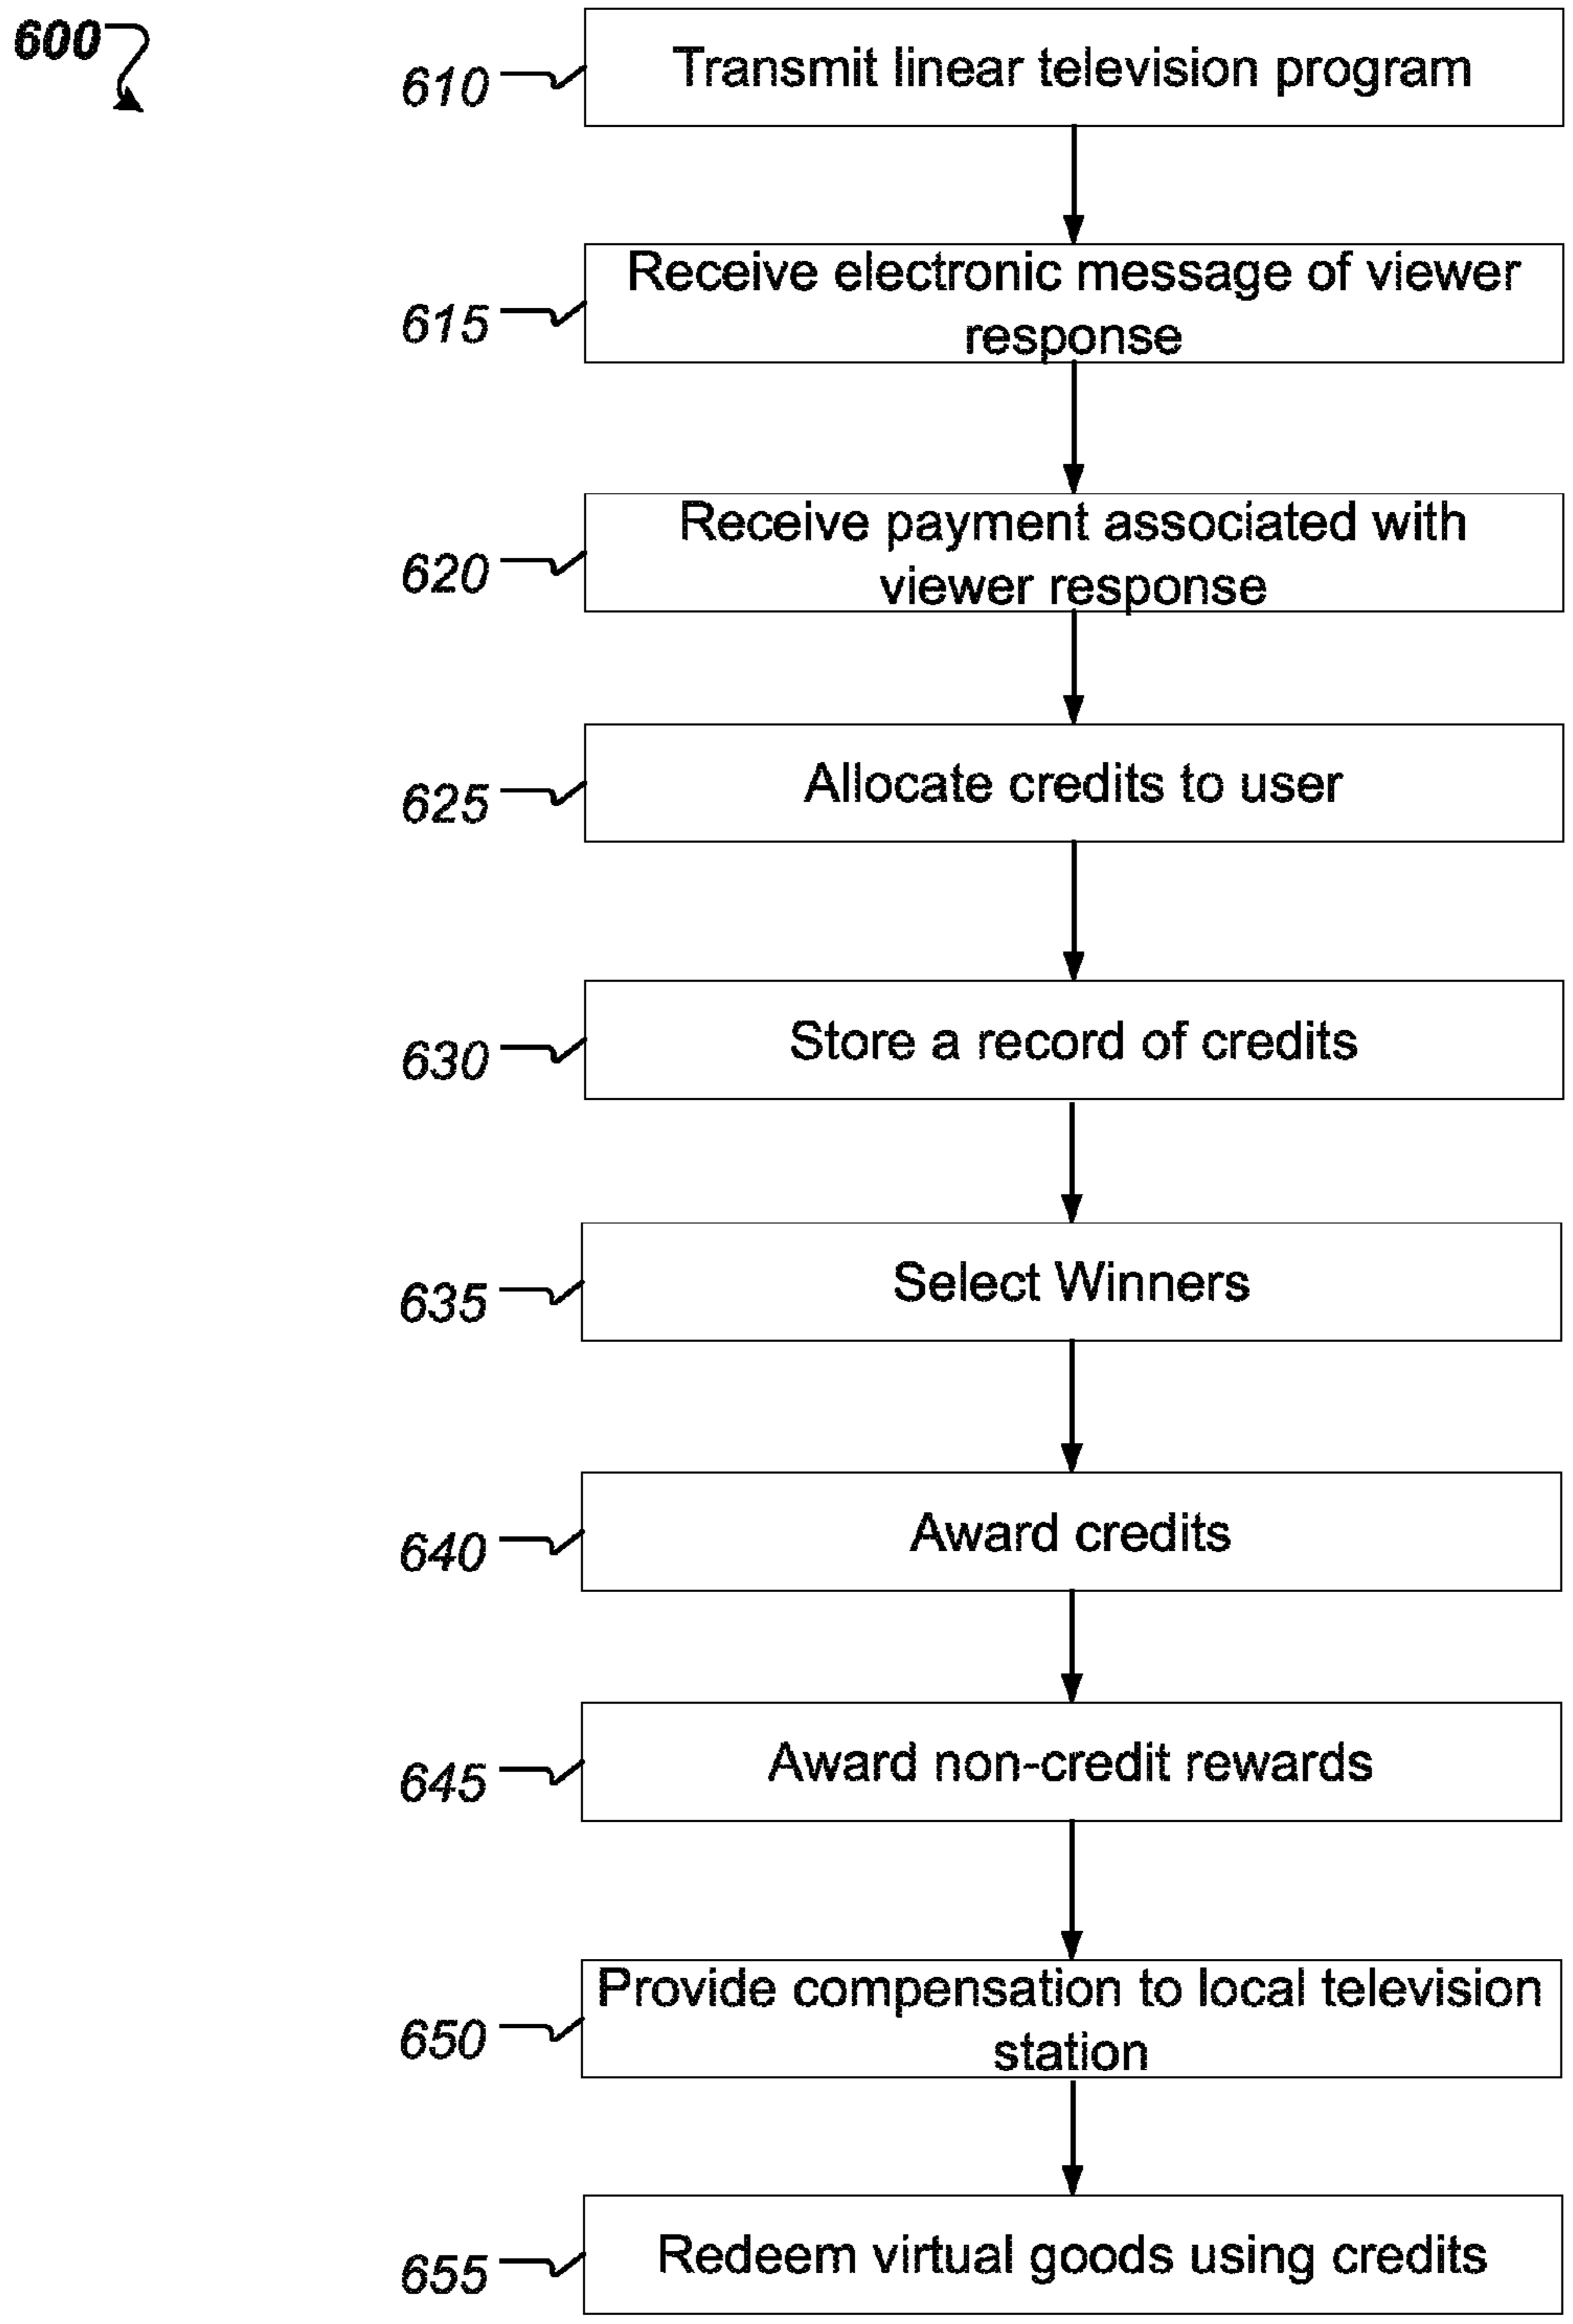 600
610 Transmit linear television program
615 Receive electronic message of viewer
response
620 Receive payment associated with
viewer response
625 Allocate credits to user
630 Store a record of credits
635 Select Winners
640 Award credits
645 Award non-credit rewards
650 Provide compensation to local television
station
655 Redeem virtual goods using credits